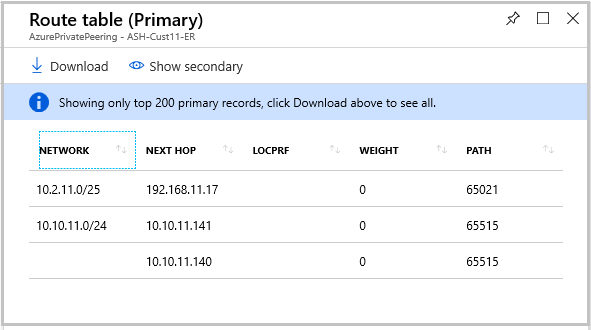 Route table (Primary)
AzurePrivatePeering - ASH-Cust11-ER
Download Show secondary
Showing only top 200 primary records, click Download above to see all.
NETWORK NEXT HOP LOCPRF WEIGHT PATH
10.2.11.0/25 192.168.11.17 0 65021
10.10.11.0/24 10.10.11.141 0 65515
10.10.11.140 0 65515